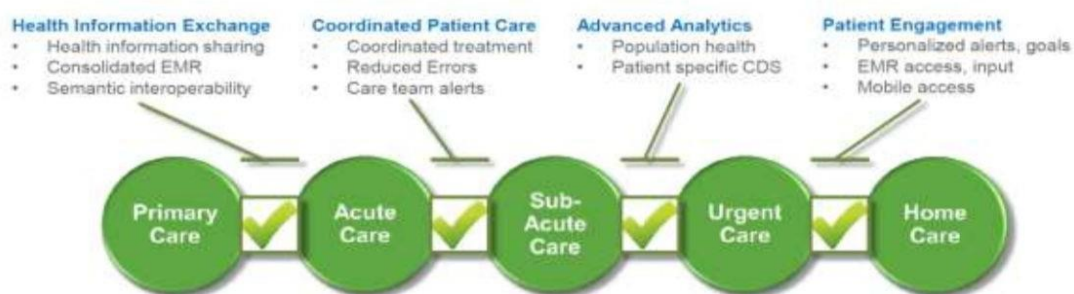 Health Information Exchange
• Health information sharing
• Consolidated EMR
• Semantic interoperability
Coordinated Patient Care
• Coordinated treatment
• Reduced Errors
• Care team alerts
Advanced Analytics
• Population health
• Patient specific CDS
Patient Engagement
• Personalized alerts, goals
• EMR access, input
• Mobile access
Primary
Care
Acute
Care
Sub-
Acute
Care
Urgent
Care
Home
Care